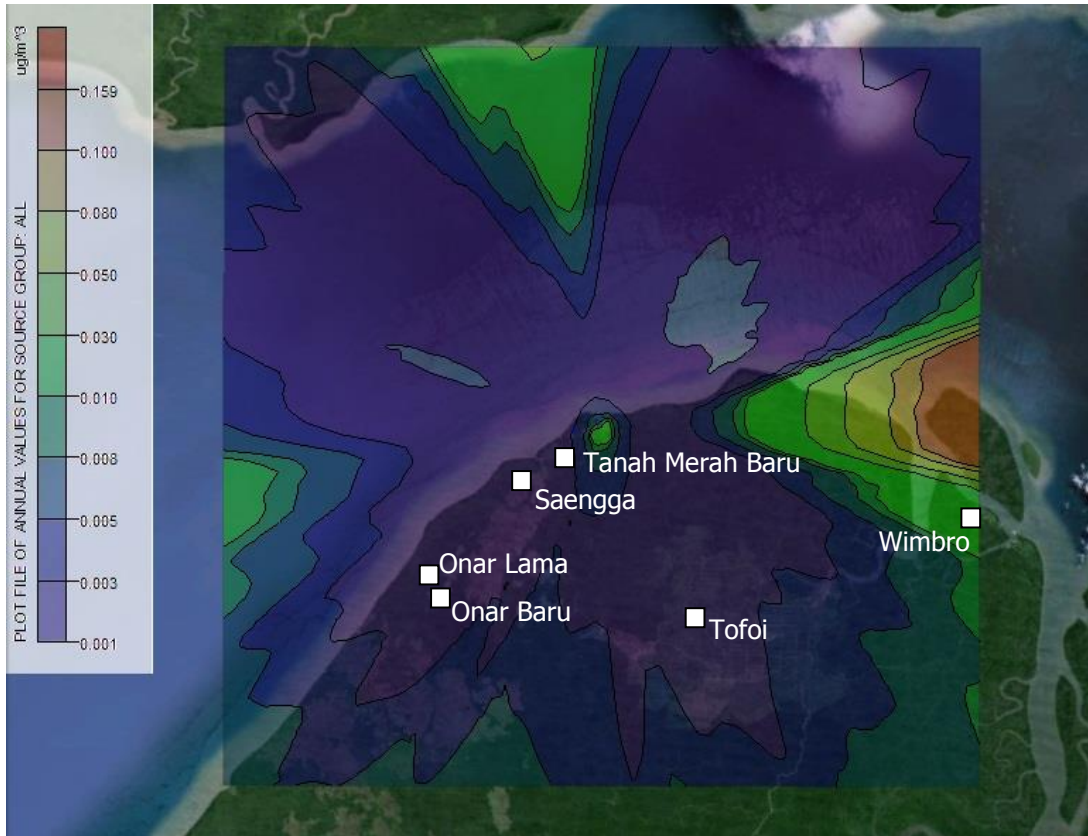 ug/m^3
0.159
0.100
0.080
0.050
0.030
0.010
0.008
0.005
0.003
0.001
PLOT FILE OF ANNUAL VALUES FOR SOURCE GROUP: ALL
Tanah Merah Baru
Saengga
Wimbro
Onar Lama
Onar Baru
Tofoi